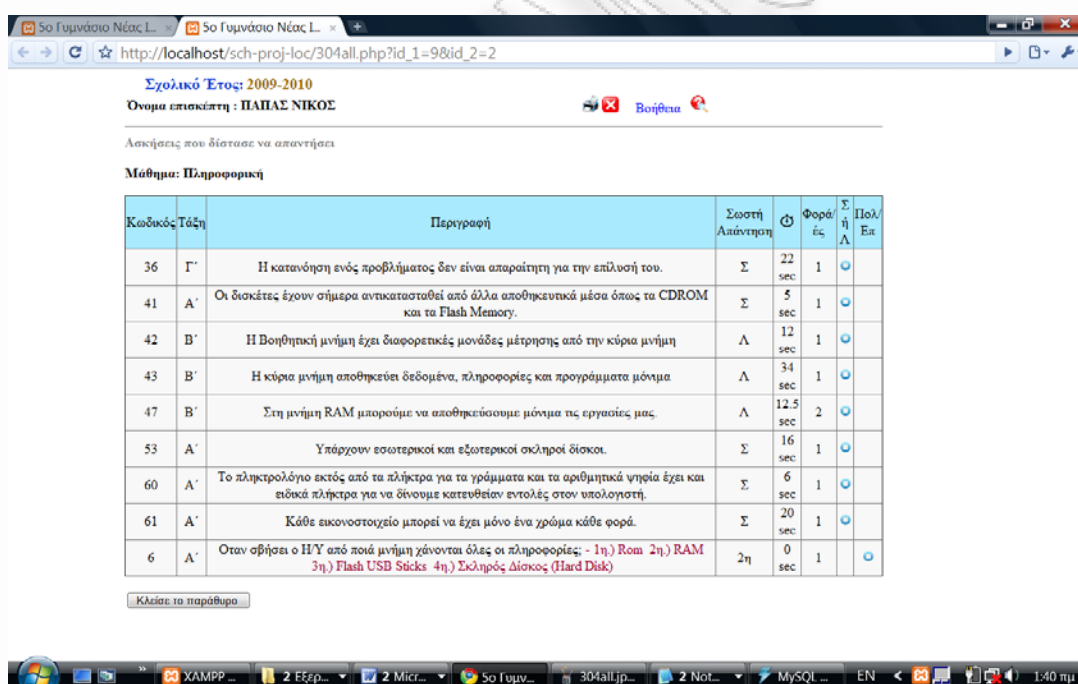 5ο Γυμνάσιο Νέας Ι... 5ο Γυμνάσιο Νέας Ι...
http://localhost/sch-proj-loc/304all.php?id_1=9&id_2=2
Σχολικό Έτος: 2009-2010
Όνομα επισκέπτη : ΠΑΠΑΣ ΝΙΚΟΣ Βοήθεια
Ασκήσεις που δίστασε να απαντήσει
Μάθημα: Πληροφορική
Κωδικός Τάξη Περιγραφή Σωστή Απάντηση Φορά/ές Σ ή Λ Πολ/Επ
36 Γ΄ Η κατανόηση ενός προβλήματος δεν είναι απαραίτητη για την επίλυσή του. Σ 22 sec 1
41 Α΄ Οι δισκέτες έχουν σήμερα αντικατασταθεί από άλλα αποθηκευτικά μέσα όπως τα CDROM
και τα Flash Memory. Σ 5 sec 1
42 Β΄ Η Βοηθητική μνήμη έχει διαφορετικές μονάδες μέτρησης από την κύρια μνήμη Λ 12 sec 1
43 Β΄ Η κύρια μνήμη αποθηκεύει δεδομένα, πληροφορίες και προγράμματα μόνιμα Λ 34 sec 1
47 Β΄ Στη μνήμη RAM μπορούμε να αποθηκεύσουμε μόνιμα τις εργασίες μας. Λ 12.5 sec 2
53 Α΄ Υπάρχουν εσωτερικοί και εξωτερικοί σκληροί δίσκοι. Σ 16 sec 1
60 Α΄ Το πληκτρολόγιο εκτός από τα πλήκτρα για τα γράμματα και τα αριθμητικά ψηφία έχει και
ειδικά πλήκτρα για να δίνουμε κατευθείαν εντολές στον υπολογιστή. Σ 6 sec 1
61 Α΄ Κάθε εικονοστοιχείο μπορεί να έχει μόνο ένα χρώμα κάθε φορά. Σ 20 sec 1
6 Α΄ Οταν σβήσει ο Η/Υ από ποιά μνήμη χάνονται όλες οι πληροφορίες; - 1η.) Rom 2η.) RAM
3η.) Flash USB Sticks 4η.) Σκληρός Δίσκος (Hard Disk) 2η 0 sec 1
Κλείσε το παράθυρο
XAMPP ... 2 Εξερ... 2 Micr... 5ο Γυμν... 304all.jp... 2 Not... MySQL ... EN 1:40 πμ